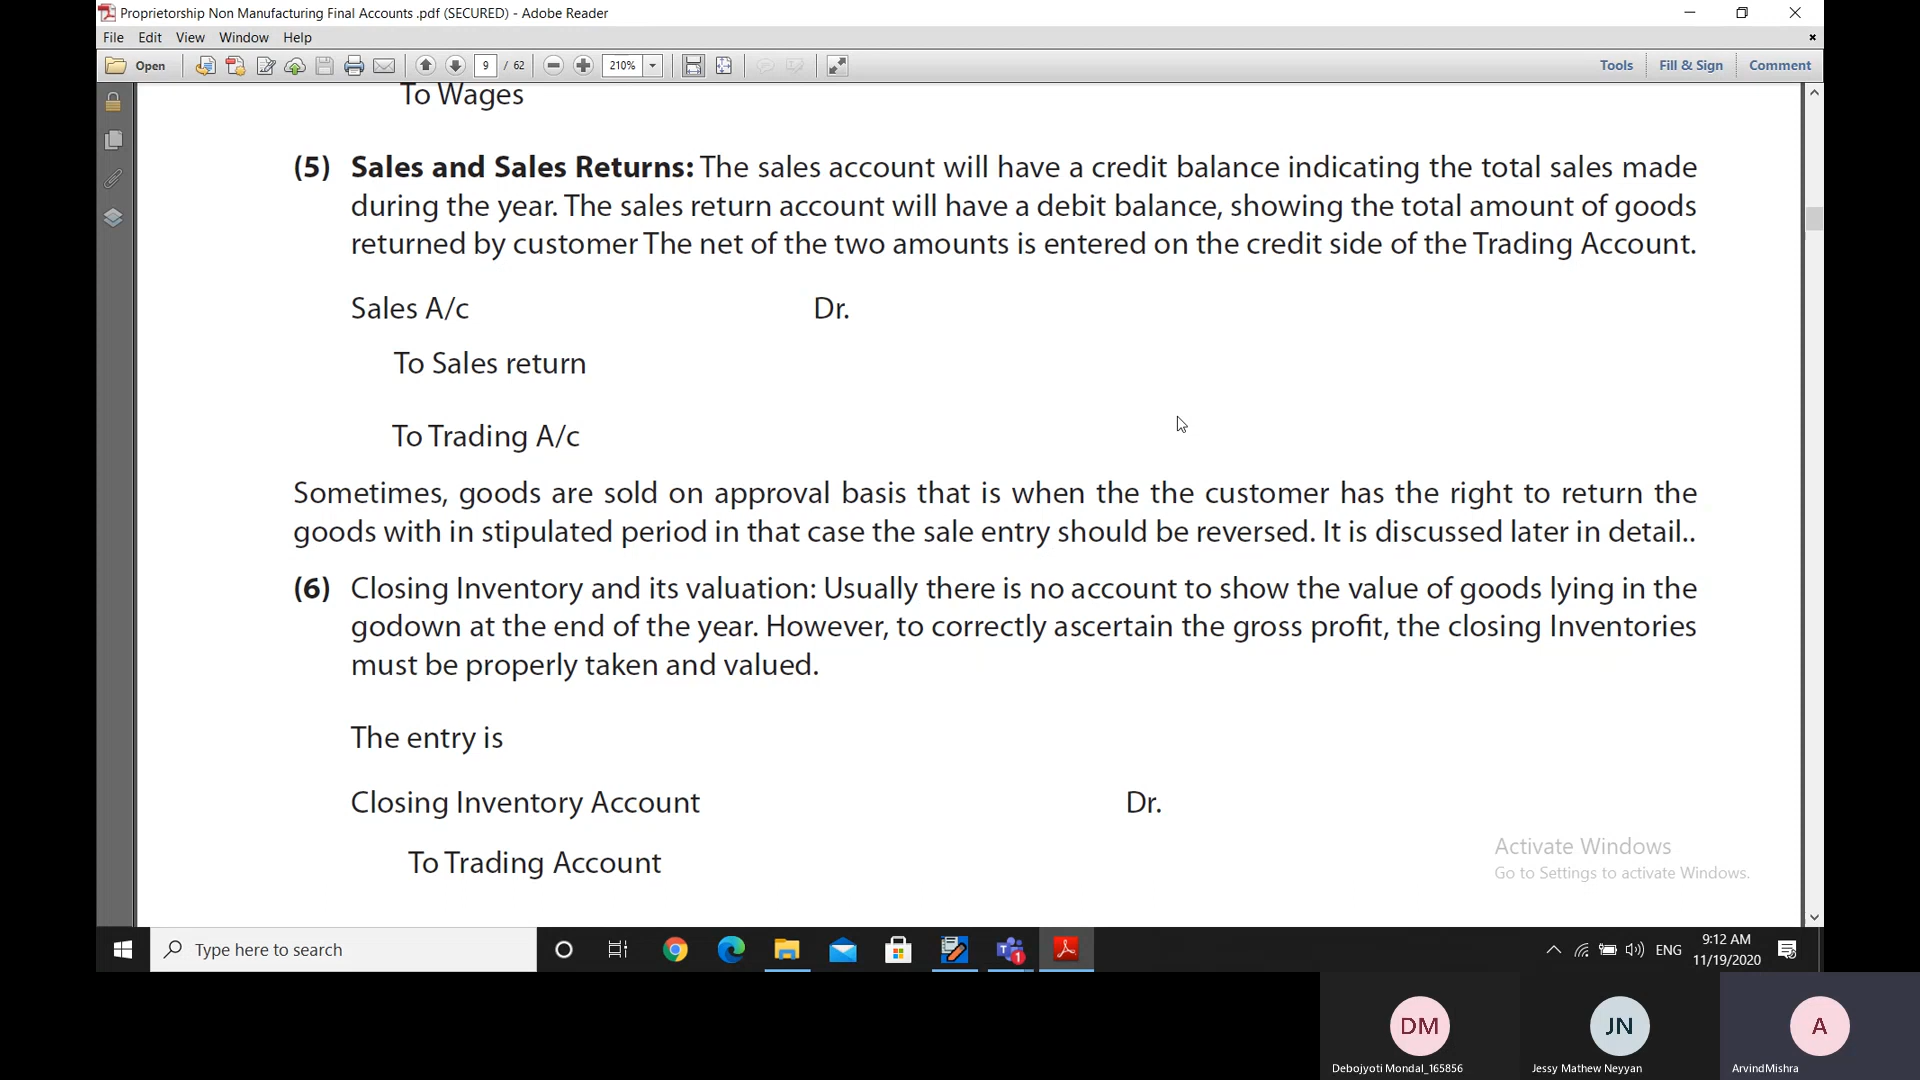 Proprietorship Non Manufacturing Final Accounts .pdf (SECURED) - Adobe Reader
File Edit View Window Help
Open 9 / 62 210% Tools Fill & Sign Comment
To Wages
(5) Sales and Sales Returns: The sales account will have a credit balance indicating the total sales made
during the year. The sales return account will have a debit balance, showing the total amount of goods
returned by customer The net of the two amounts is entered on the credit side of the Trading Account.
Sales A/c Dr.
To Sales return
To Trading A/c
Sometimes, goods are sold on approval basis that is when the the customer has the right to return the
goods with in stipulated period in that case the sale entry should be reversed. It is discussed later in detail..
(6) Closing Inventory and its valuation: Usually there is no account to show the value of goods lying in the
godown at the end of the year. However, to correctly ascertain the gross profit, the closing Inventories
must be properly taken and valued.
The entry is
Closing Inventory Account Dr.
To Trading Account
Activate Windows
Go to Settings to activate Windows.
Type here to search
1
ENG
9:12 AM
11/19/2020
DM JN A
Debojyoti Mondal_165856 Jessy Mathew Neyyan ArvindMishra